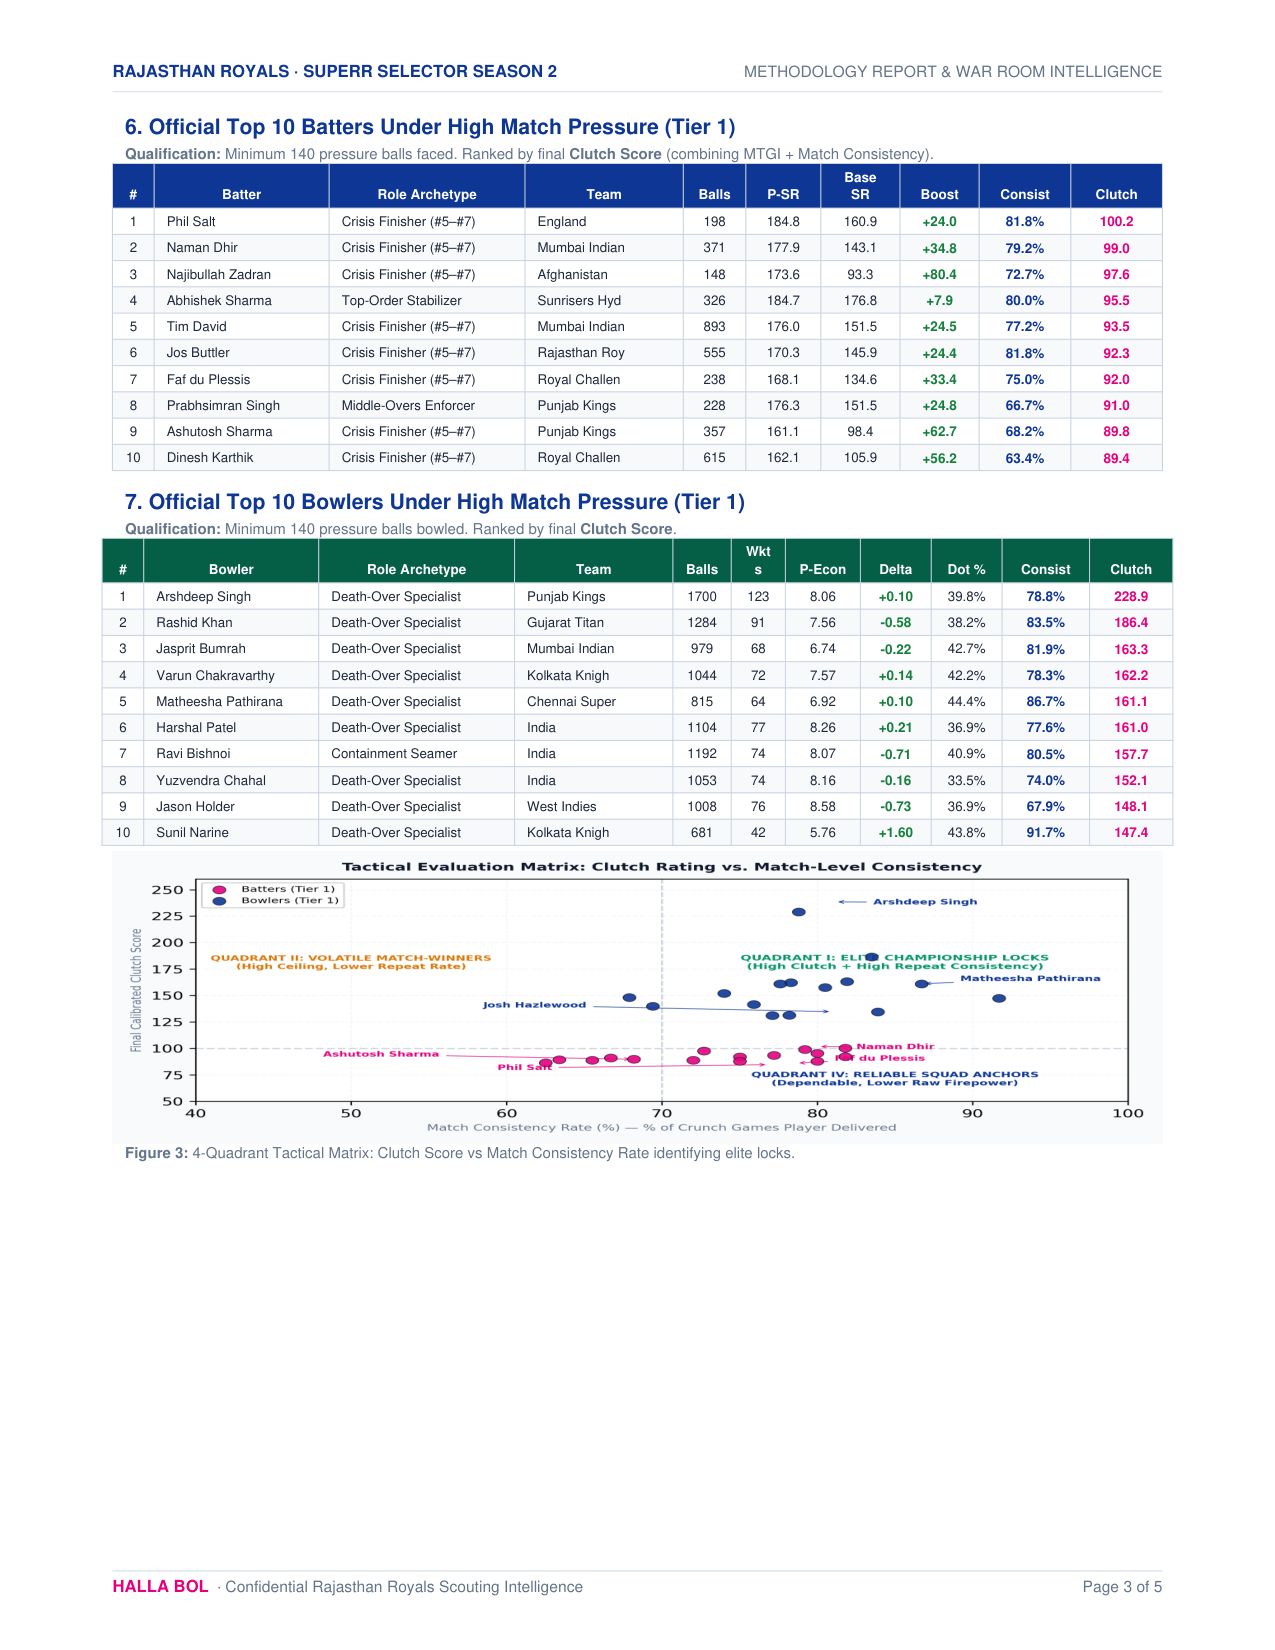 RAJASTHAN ROYALS · SUPERR SELECTOR SEASON 2 METHODOLOGY REPORT & WAR ROOM INTELLIGENCE
6. Official Top 10 Batters Under High Match Pressure (Tier 1)
Qualification: Minimum 140 pressure balls faced. Ranked by final Clutch Score (combining MTGI + Match Consistency).
# Batter Role Archetype Team Balls P-SR Base SR Boost Consist Clutch
1 Phil Salt Crisis Finisher (#5–#7) England 198 184.8 160.9 +24.0 81.8% 100.2
2 Naman Dhir Crisis Finisher (#5–#7) Mumbai Indian 371 177.9 143.1 +34.8 79.2% 99.0
3 Najibullah Zadran Crisis Finisher (#5–#7) Afghanistan 148 173.6 93.3 +80.4 72.7% 97.6
4 Abhishek Sharma Top-Order Stabilizer Sunrisers Hyd 326 184.7 176.8 +7.9 80.0% 95.5
5 Tim David Crisis Finisher (#5–#7) Mumbai Indian 893 176.0 151.5 +24.5 77.2% 93.5
6 Jos Buttler Crisis Finisher (#5–#7) Rajasthan Roy 555 170.3 145.9 +24.4 81.8% 92.3
7 Faf du Plessis Crisis Finisher (#5–#7) Royal Challen 238 168.1 134.6 +33.4 75.0% 92.0
8 Prabhsimran Singh Middle-Overs Enforcer Punjab Kings 228 176.3 151.5 +24.8 66.7% 91.0
9 Ashutosh Sharma Crisis Finisher (#5–#7) Punjab Kings 357 161.1 98.4 +62.7 68.2% 89.8
10 Dinesh Karthik Crisis Finisher (#5–#7) Royal Challen 615 162.1 105.9 +56.2 63.4% 89.4
7. Official Top 10 Bowlers Under High Match Pressure (Tier 1)
Qualification: Minimum 140 pressure balls bowled. Ranked by final Clutch Score.
# Bowler Role Archetype Team Balls Wkt s P-Econ Delta Dot % Consist Clutch
1 Arshdeep Singh Death-Over Specialist Punjab Kings 1700 123 8.06 +0.10 39.8% 78.8% 228.9
2 Rashid Khan Death-Over Specialist Gujarat Titan 1284 91 7.56 -0.58 38.2% 83.5% 186.4
3 Jasprit Bumrah Death-Over Specialist Mumbai Indian 979 68 6.74 -0.22 42.7% 81.9% 163.3
4 Varun Chakravarthy Death-Over Specialist Kolkata Knigh 1044 72 7.57 +0.14 42.2% 78.3% 162.2
5 Matheesha Pathirana Death-Over Specialist Chennai Super 815 64 6.92 +0.10 44.4% 86.7% 161.1
6 Harshal Patel Death-Over Specialist India 1104 77 8.26 +0.21 36.9% 77.6% 161.0
7 Ravi Bishnoi Containment Seamer India 1192 74 8.07 -0.71 40.9% 80.5% 157.7
8 Yuzvendra Chahal Death-Over Specialist India 1053 74 8.16 -0.16 33.5% 74.0% 152.1
9 Jason Holder Death-Over Specialist West Indies 1008 76 8.58 -0.73 36.9% 67.9% 148.1
10 Sunil Narine Death-Over Specialist Kolkata Knigh 681 42 5.76 +1.60 43.8% 91.7% 147.4
Tactical Evaluation Matrix: Clutch Rating vs. Match-Level Consistency
Final Calibrated Clutch Score
250
225
200
175
150
125
100
75
50
Batters (Tier 1)
Bowlers (Tier 1)
Arshdeep Singh
QUADRANT II: VOLATILE MATCH-WINNERS
(High Ceiling, Lower Repeat Rate)
QUADRANT I: ELITE CHAMPIONSHIP LOCKS
(High Clutch + High Repeat Consistency)
Matheesha Pathirana
Josh Hazlewood
Naman Dhir
Ashutosh Sharma
Faf du Plessis
Phil Salt
QUADRANT IV: RELIABLE SQUAD ANCHORS
(Dependable, Lower Raw Firepower)
40 50 60 70 80 90 100
Match Consistency Rate (%) — % of Crunch Games Player Delivered
Figure 3: 4-Quadrant Tactical Matrix: Clutch Score vs Match Consistency Rate identifying elite locks.
HALLA BOL · Confidential Rajasthan Royals Scouting Intelligence Page 3 of 5